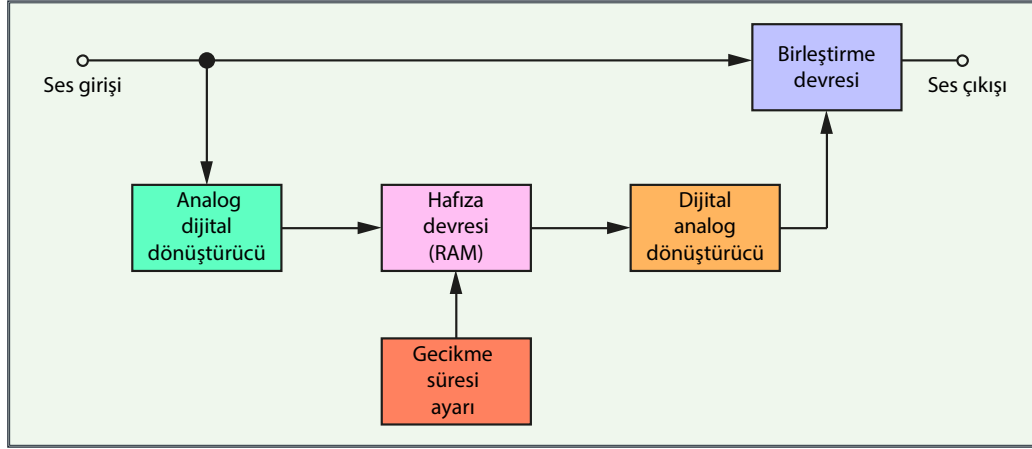 Ses girişi
Birleştirme
devresi
Ses çıkışı
Analog
dijital
dönüştürücü
Hafıza
devresi
(RAM)
Dijital
analog
dönüştürücü
Gecikme
süresi
ayarı